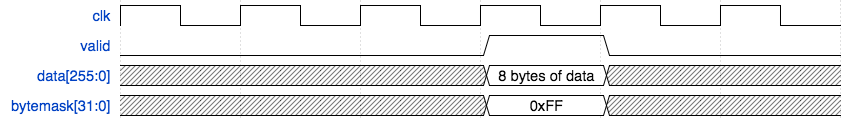 clk
valid
data[255:0] 8 bytes of data
bytemask[31:0] 0xFF